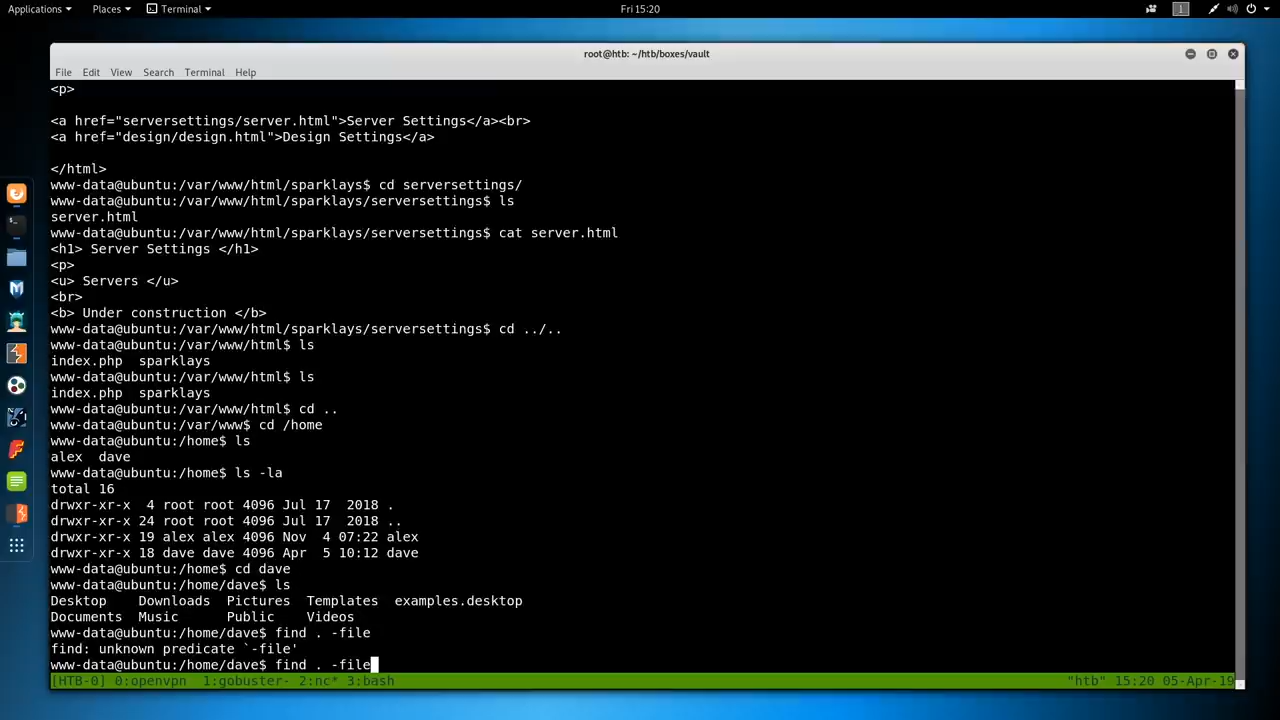 Applications Places Terminal Fri 15:20 1
root@htb: ~/htb/boxes/vault
File Edit View Search Terminal Help
<p>
<a href="serversettings/server.html">Server Settings</a><br>
<a href="design/design.html">Design Settings</a>
</html>
www-data@ubuntu:/var/www/html/sparklays$ cd serversettings/
www-data@ubuntu:/var/www/html/sparklays/serversettings$ ls
server.html
www-data@ubuntu:/var/www/html/sparklays/serversettings$ cat server.html
<h1> Server Settings </h1>
<p>
<u> Servers </u>
<br>
<b> Under construction </b>
www-data@ubuntu:/var/www/html/sparklays/serversettings$ cd ../..
www-data@ubuntu:/var/www/html$ ls
index.php  sparklays
www-data@ubuntu:/var/www/html$ ls
index.php  sparklays
www-data@ubuntu:/var/www/html$ cd ..
www-data@ubuntu:/var/www$ cd /home
www-data@ubuntu:/home$ ls
alex  dave
www-data@ubuntu:/home$ ls -la
total 16
drwxr-xr-x  4 root root 4096 Jul 17  2018 .
drwxr-xr-x 24 root root 4096 Jul 17  2018 ..
drwxr-xr-x 19 alex alex 4096 Nov  4 07:22 alex
drwxr-xr-x 18 dave dave 4096 Apr  5 10:12 dave
www-data@ubuntu:/home$ cd dave
www-data@ubuntu:/home/dave$ ls
Desktop    Downloads  Pictures  Templates  examples.desktop
Documents  Music      Public    Videos
www-data@ubuntu:/home/dave$ find . -file
find: unknown predicate `-file'
www-data@ubuntu:/home/dave$ find . -file
[HTB-0] 0:openvpn  1:gobuster- 2:nc* 3:bash "htb" 15:20 05-Apr-19